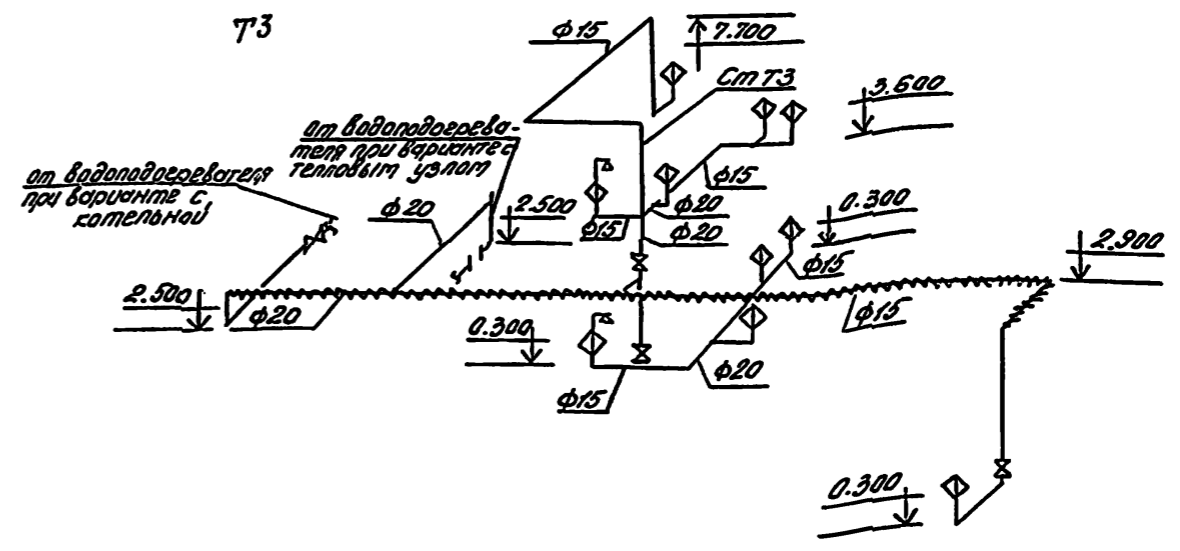 Т3
ф15
7.700
Ст Т3
3.600
от водоподогрева-
теля при варианте с
тепловым узлом
от водоподогревателя
при варианте с
котельной
ф20
2.500
ф15
ф20
ф20
ф15
0.300
ф15
2.900
2.500
ф20
0.300
ф15
ф20
ф15
0.300